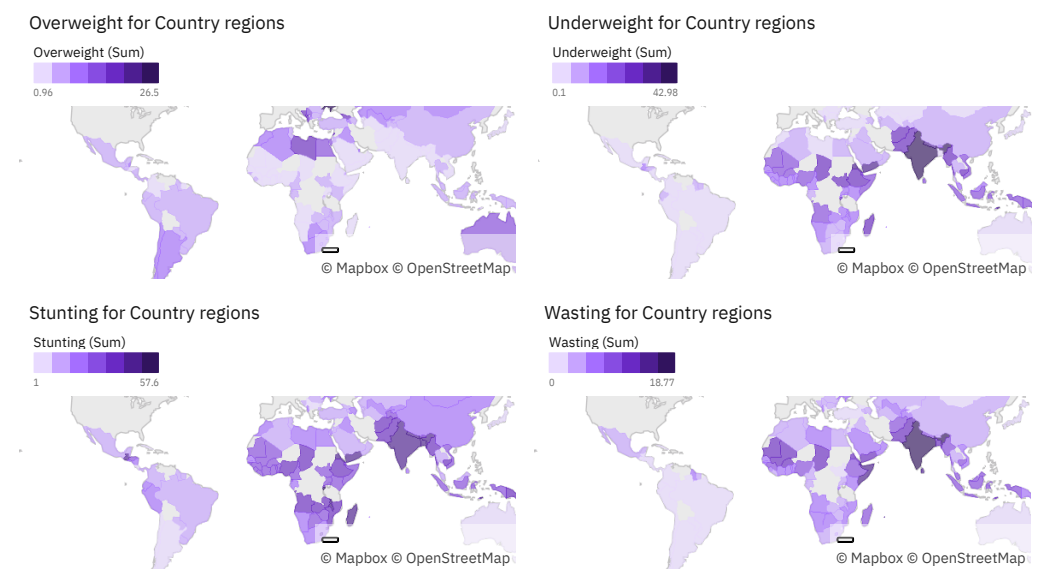 Overweight for Country regions
Overweight (Sum)
0.96 26.5
© Mapbox © OpenStreetMap
Underweight for Country regions
Underweight (Sum)
0.1 42.98
© Mapbox © OpenStreetMap
Stunting for Country regions
Stunting (Sum)
1 57.6
© Mapbox © OpenStreetMap
Wasting for Country regions
Wasting (Sum)
0 18.77
© Mapbox © OpenStreetMap